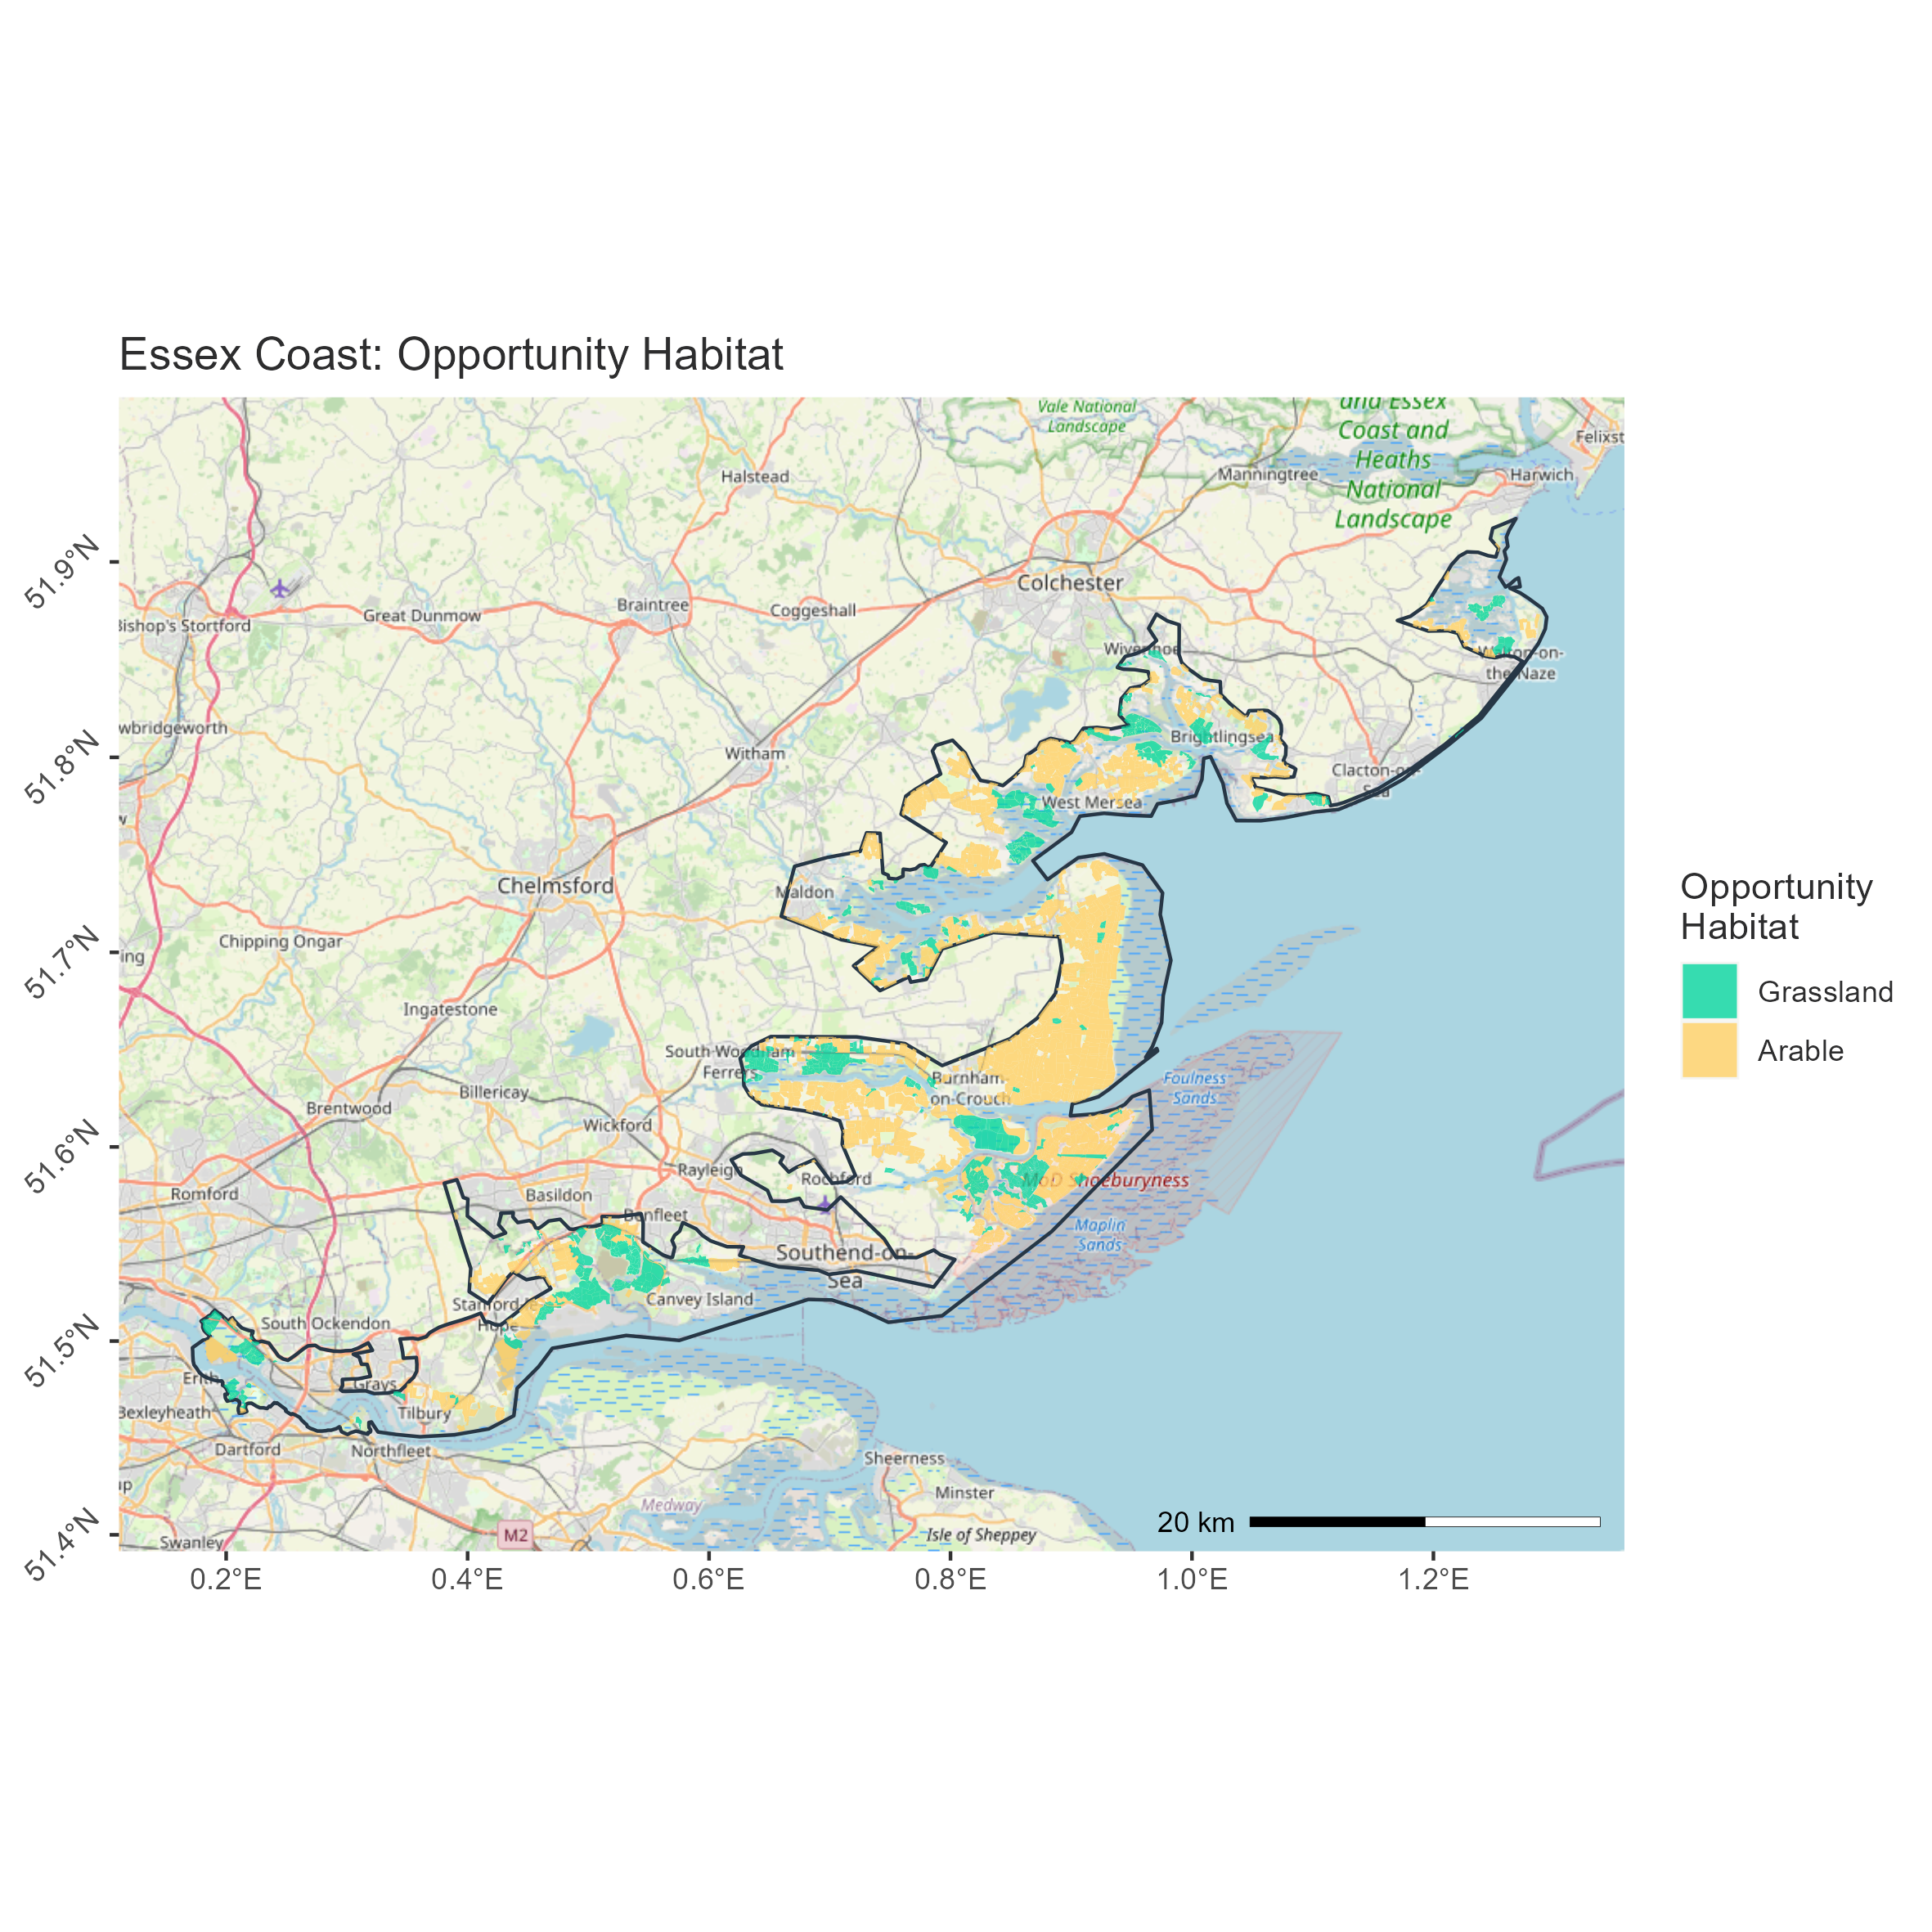 Essex Coast: Opportunity Habitat
and Essex
Coast and
Heaths
National
Landscape
Vale National
Landscape
Felixst
Halstead
Manningtree
Harwich
Colchester
Great Dunmow
Braintree
Coggeshall
Bishop's Stortford
Wivenhoe
Walton-on-
the Naze
wbridgeworth
Witham
Brightlingsea
Clacton-on-
Sea
West Mersea
w
Chelmsford
Maldon
Chipping Ongar
ing
Ingatestone
South Woodham
Ferrers
Burnham-
on-Crouch
Foulness
Sands
Billericay
Brentwood
Wickford
Rayleigh
Rochford
MoD Shoeburyness
Romford
Basildon
Benfleet
Maplin
Sands
Southend-on-
Sea
Canvey Island
Stanford-le-
Hope
South Ockendon
Erith
Grays
Tilbury
Bexleyheath
Dartford
Northfleet
Sheerness
up
Medway
Minster
Swanley
M2
Isle of Sheppey
20 km
51.9°N
51.8°N
51.7°N
51.6°N
51.5°N
51.4°N
0.2°E
0.4°E
0.6°E
0.8°E
1.0°E
1.2°E
Opportunity
Habitat
Grassland
Arable